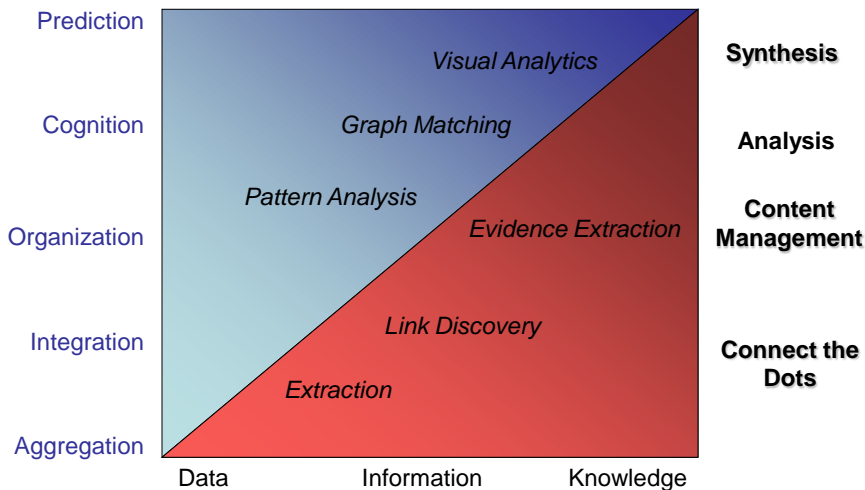 Prediction
Visual Analytics
Synthesis
Cognition
Graph Matching
Analysis
Pattern Analysis
Content
Management
Organization
Evidence Extraction
Integration
Link Discovery
Connect the
Dots
Extraction
Aggregation
Data
Information
Knowledge